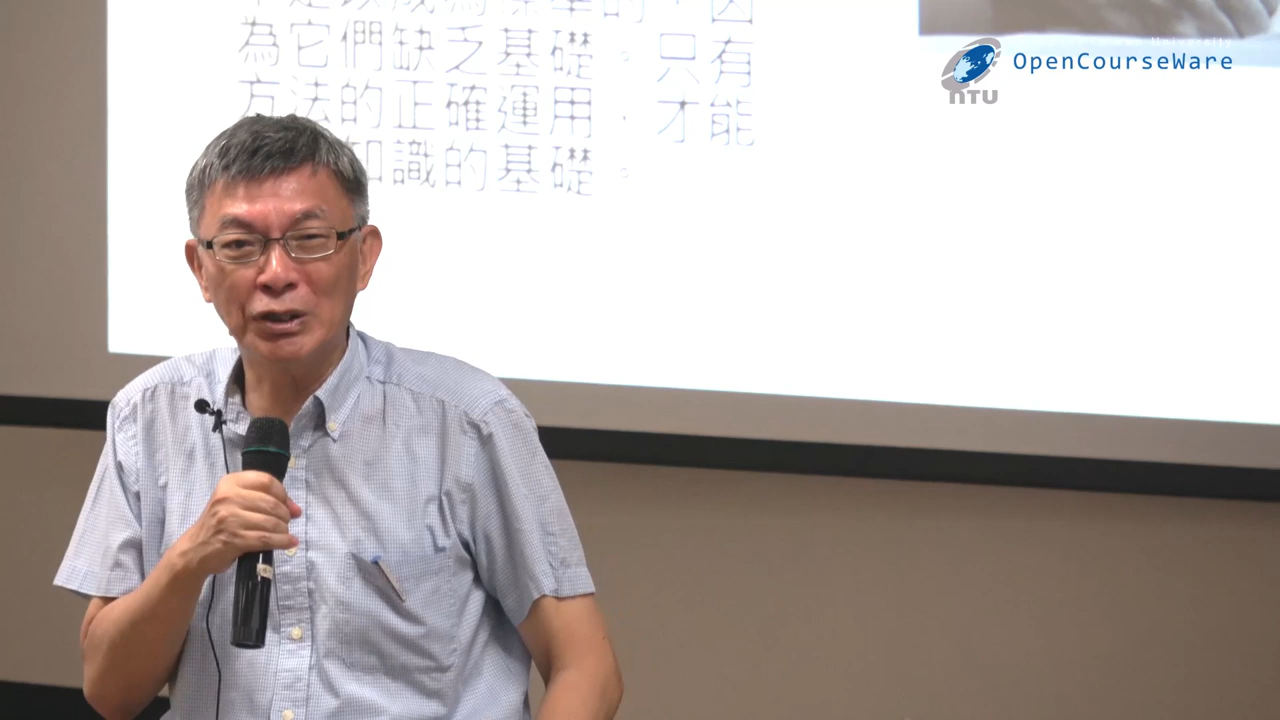 為它們缺乏基礎。只有
方法的正確運用，才能
知識的基礎。
University
OpenCourseWare
NTU